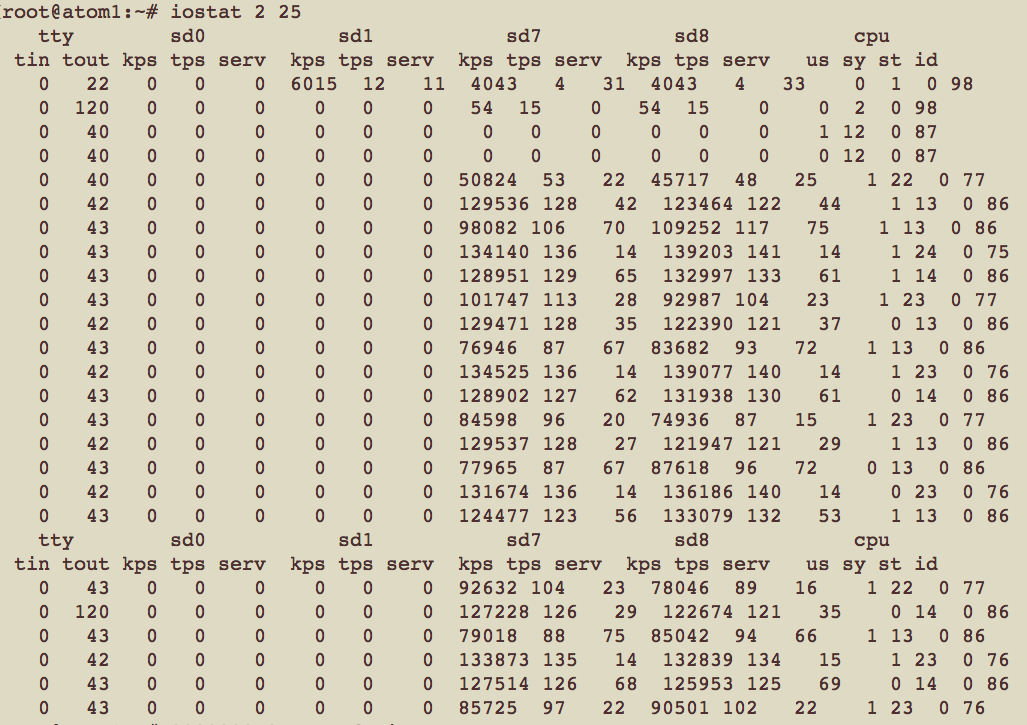 root@atom1:~# iostat 2 25
tty sd0 sd1 sd7 sd8 cpu
tin tout kps tps serv kps tps serv kps tps serv kps tps serv us sy st id
0 22 0 0 0 6015 12 11 4043 4 31 4043 4 33 0 1 0 98
0 120 0 0 0 0 0 0 54 15 0 54 15 0 0 2 0 98
0 40 0 0 0 0 0 0 0 0 0 0 0 0 1 12 0 87
0 40 0 0 0 0 0 0 0 0 0 0 0 0 0 12 0 87
0 40 0 0 0 0 0 0 50824 53 22 45717 48 25 1 22 0 77
0 42 0 0 0 0 0 0 129536 128 42 123464 122 44 1 13 0 86
0 43 0 0 0 0 0 0 98082 106 70 109252 117 75 1 13 0 86
0 43 0 0 0 0 0 0 134140 136 14 139203 141 14 1 24 0 75
0 43 0 0 0 0 0 0 128951 129 65 132997 133 61 1 14 0 86
0 43 0 0 0 0 0 0 101747 113 28 92987 104 23 1 23 0 77
0 42 0 0 0 0 0 0 129471 128 35 122390 121 37 0 13 0 86
0 43 0 0 0 0 0 0 76946 87 67 83682 93 72 1 13 0 86
0 42 0 0 0 0 0 0 134525 136 14 139077 140 14 1 23 0 76
0 43 0 0 0 0 0 0 128902 127 62 131938 130 61 0 14 0 86
0 43 0 0 0 0 0 0 84598 96 20 74936 87 15 1 23 0 77
0 42 0 0 0 0 0 0 129537 128 27 121947 121 29 1 13 0 86
0 43 0 0 0 0 0 0 77965 87 67 87618 96 72 0 13 0 86
0 42 0 0 0 0 0 0 131674 136 14 136186 140 14 0 23 0 76
0 43 0 0 0 0 0 0 124477 123 56 133079 132 53 1 13 0 86
tty sd0 sd1 sd7 sd8 cpu
tin tout kps tps serv kps tps serv kps tps serv kps tps serv us sy st id
0 43 0 0 0 0 0 0 92632 104 23 78046 89 16 1 22 0 77
0 120 0 0 0 0 0 0 127228 126 29 122674 121 35 0 14 0 86
0 43 0 0 0 0 0 0 79018 88 75 85042 94 66 1 13 0 86
0 42 0 0 0 0 0 0 133873 135 14 132839 134 15 1 23 0 76
0 43 0 0 0 0 0 0 127514 126 68 125953 125 69 0 14 0 86
0 43 0 0 0 0 0 0 85725 97 22 90501 102 22 1 23 0 76